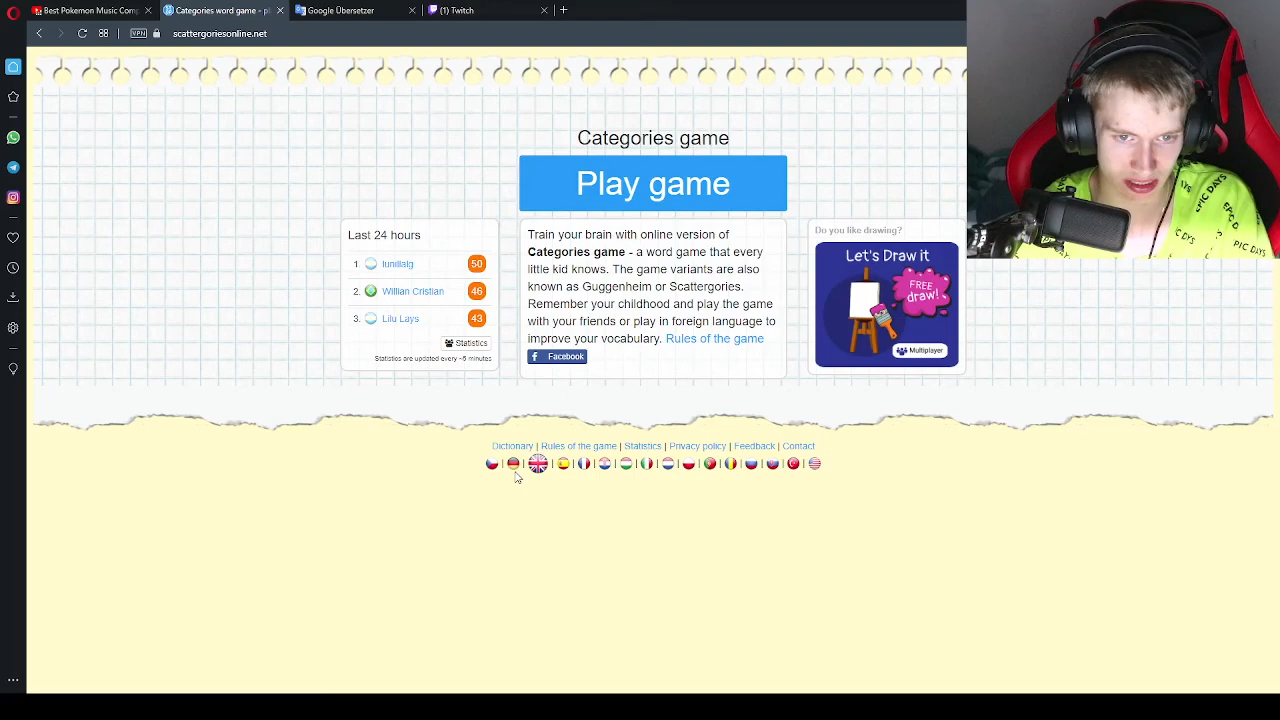 Best Pokemon Music Comp
Categories word game - pl
Google Übersetzer
(1) Twitch
VPN
scattergoriesonline.net
Categories game
Play game
Last 24 hours
1. lunillalg 50
2. Willian Cristian 46
3. Lilu Lays 43
Statistics
Statistics are updated every ~5 minutes
Train your brain with online version of
Categories game - a word game that every
little kid knows. The game variants are also
known as Guggenheim or Scattergories.
Remember your childhood and play the game
with your friends or play in foreign language to
improve your vocabulary. Rules of the game
Facebook
Do you like drawing?
Let's Draw it
FREE
draw!
Multiplayer
Dictionary | Rules of the game | Statistics | Privacy policy | Feedback | Contact
EPIC DAYS